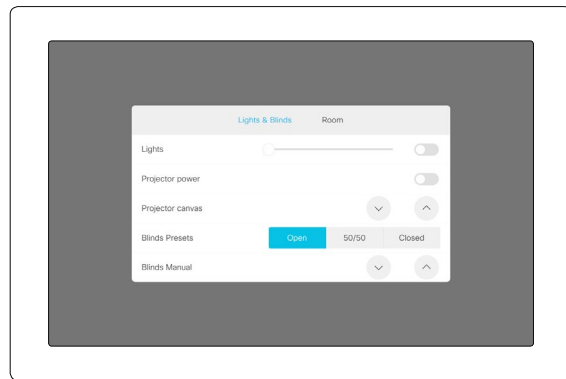 Lights & Blinds Room
Lights
Projector power
Projector canvas
Blinds Presets Open 50/50 Closed
Blinds Manual